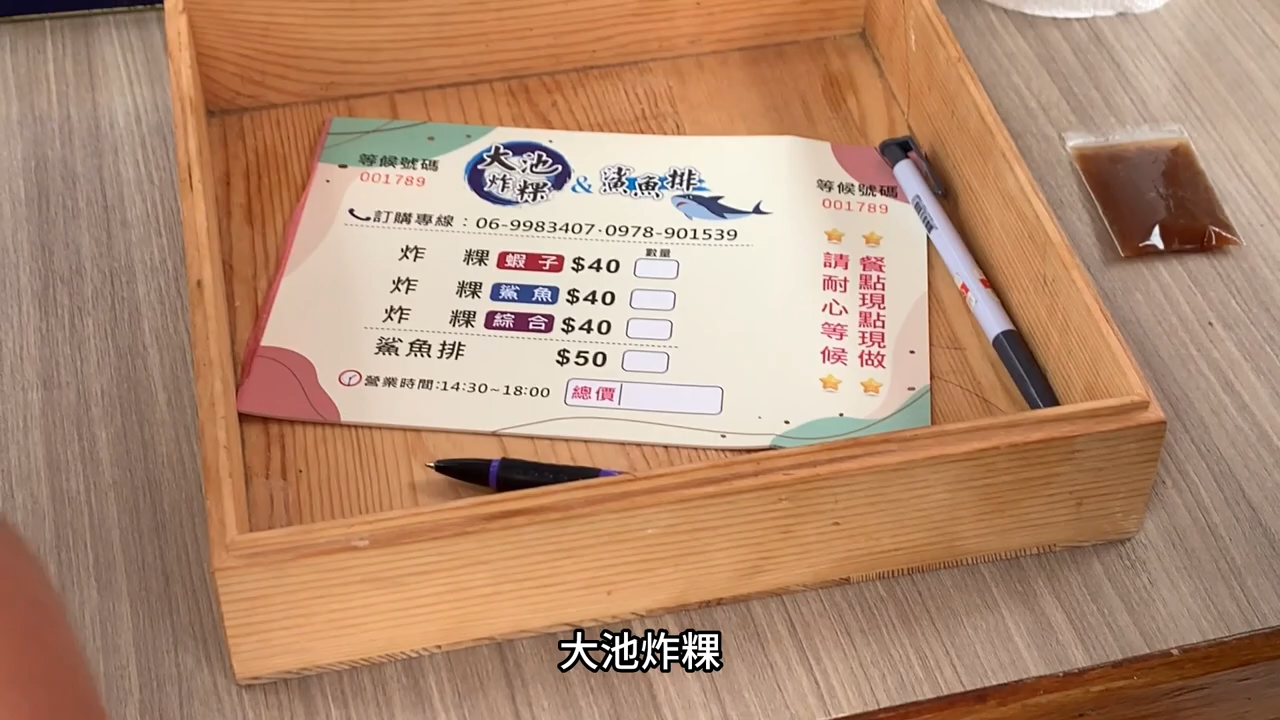 等候號碼
001789
大池
炸粿
& 鯊魚排
訂購專線：06-9983407·0978-901539
數量
炸 粿 蝦子 $40
炸 粿 鯊魚 $40
炸 粿 綜合 $40
鯊魚排 $50
營業時間:14:30~18:00
總價
等候號碼
001789
餐點現點現做
請耐心等候
大池炸粿